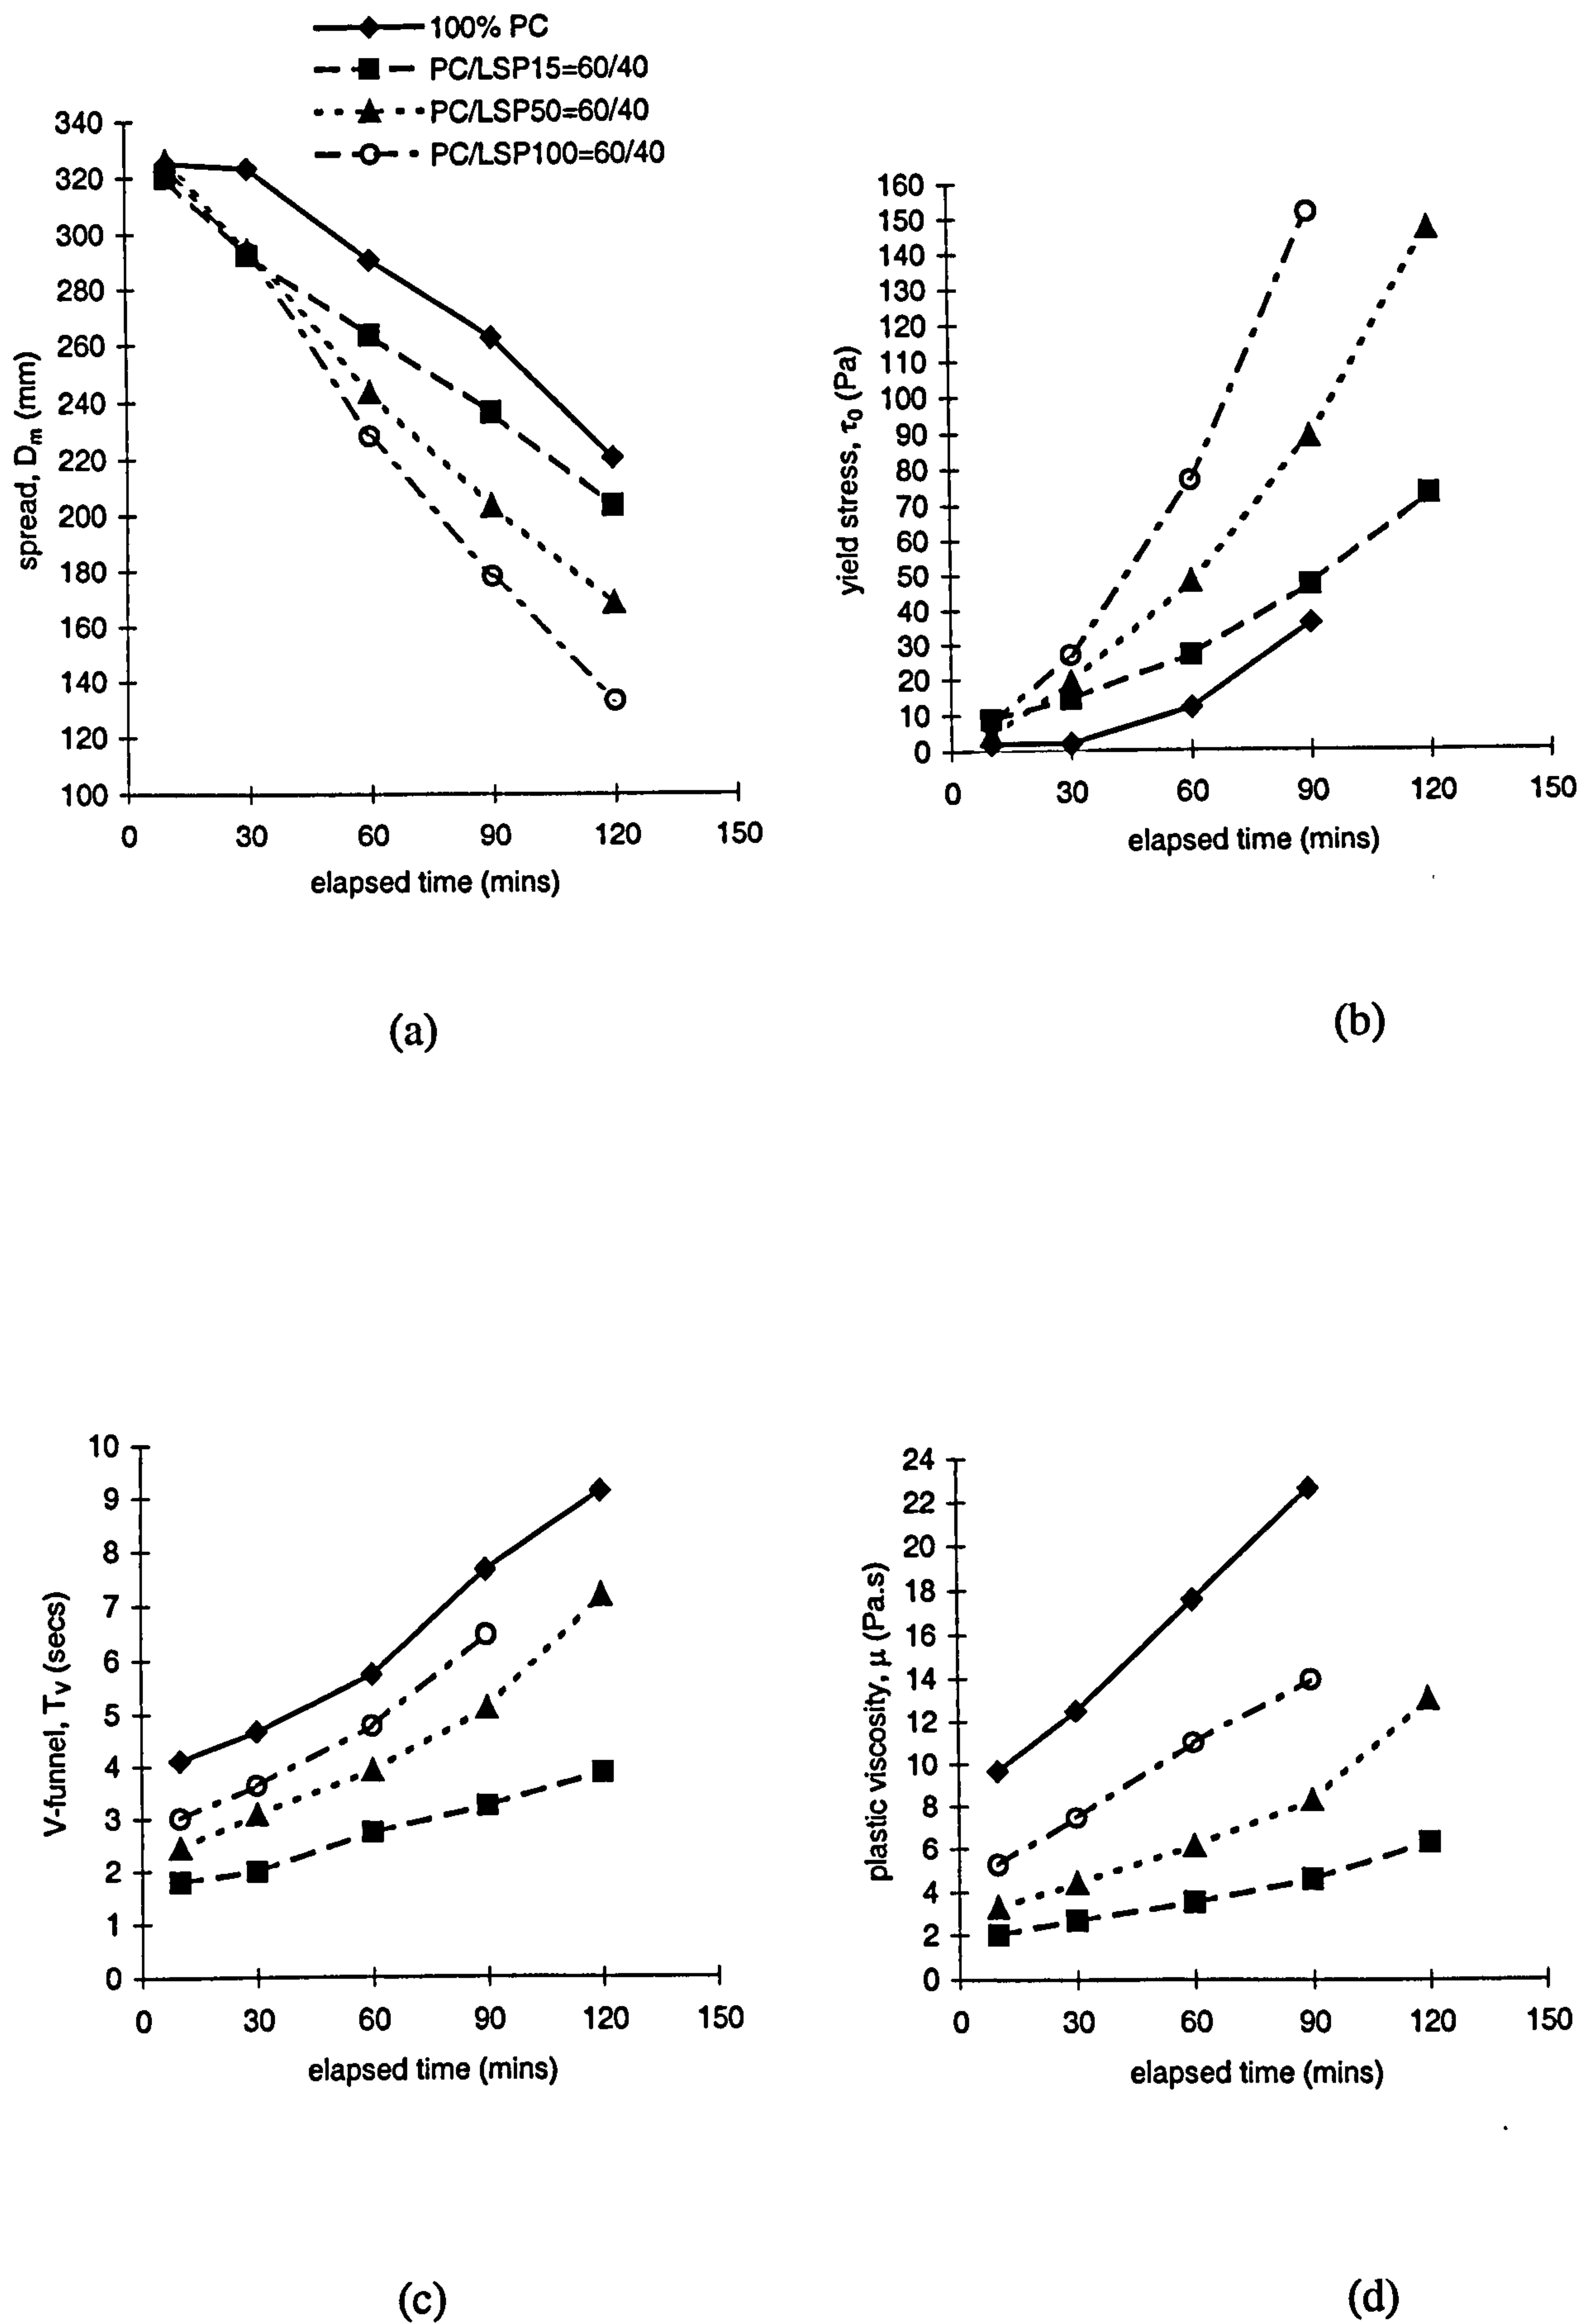 100% PC
PC/LSP15=60/40
PC/LSP50=60/40
PC/LSP100=60/40
340
320
300
280
260
240
220
200
180
160
140
120
100
0 30 60 90 120 150
spread, Dm (mm)
elapsed time (mins)
(a)
160
150
140
130
120
110
100
90
80
70
60
50
40
30
20
10
0
0 30 60 90 120 150
yield stress, τ0 (Pa)
elapsed time (mins)
(b)
10
9
8
7
6
5
4
3
2
1
0
0 30 60 90 120 150
V-funnel, Tv (secs)
elapsed time (mins)
(c)
24
22
20
18
16
14
12
10
8
6
4
2
0
0 30 60 90 120 150
plastic viscosity, μ (Pa.s)
elapsed time (mins)
(d)